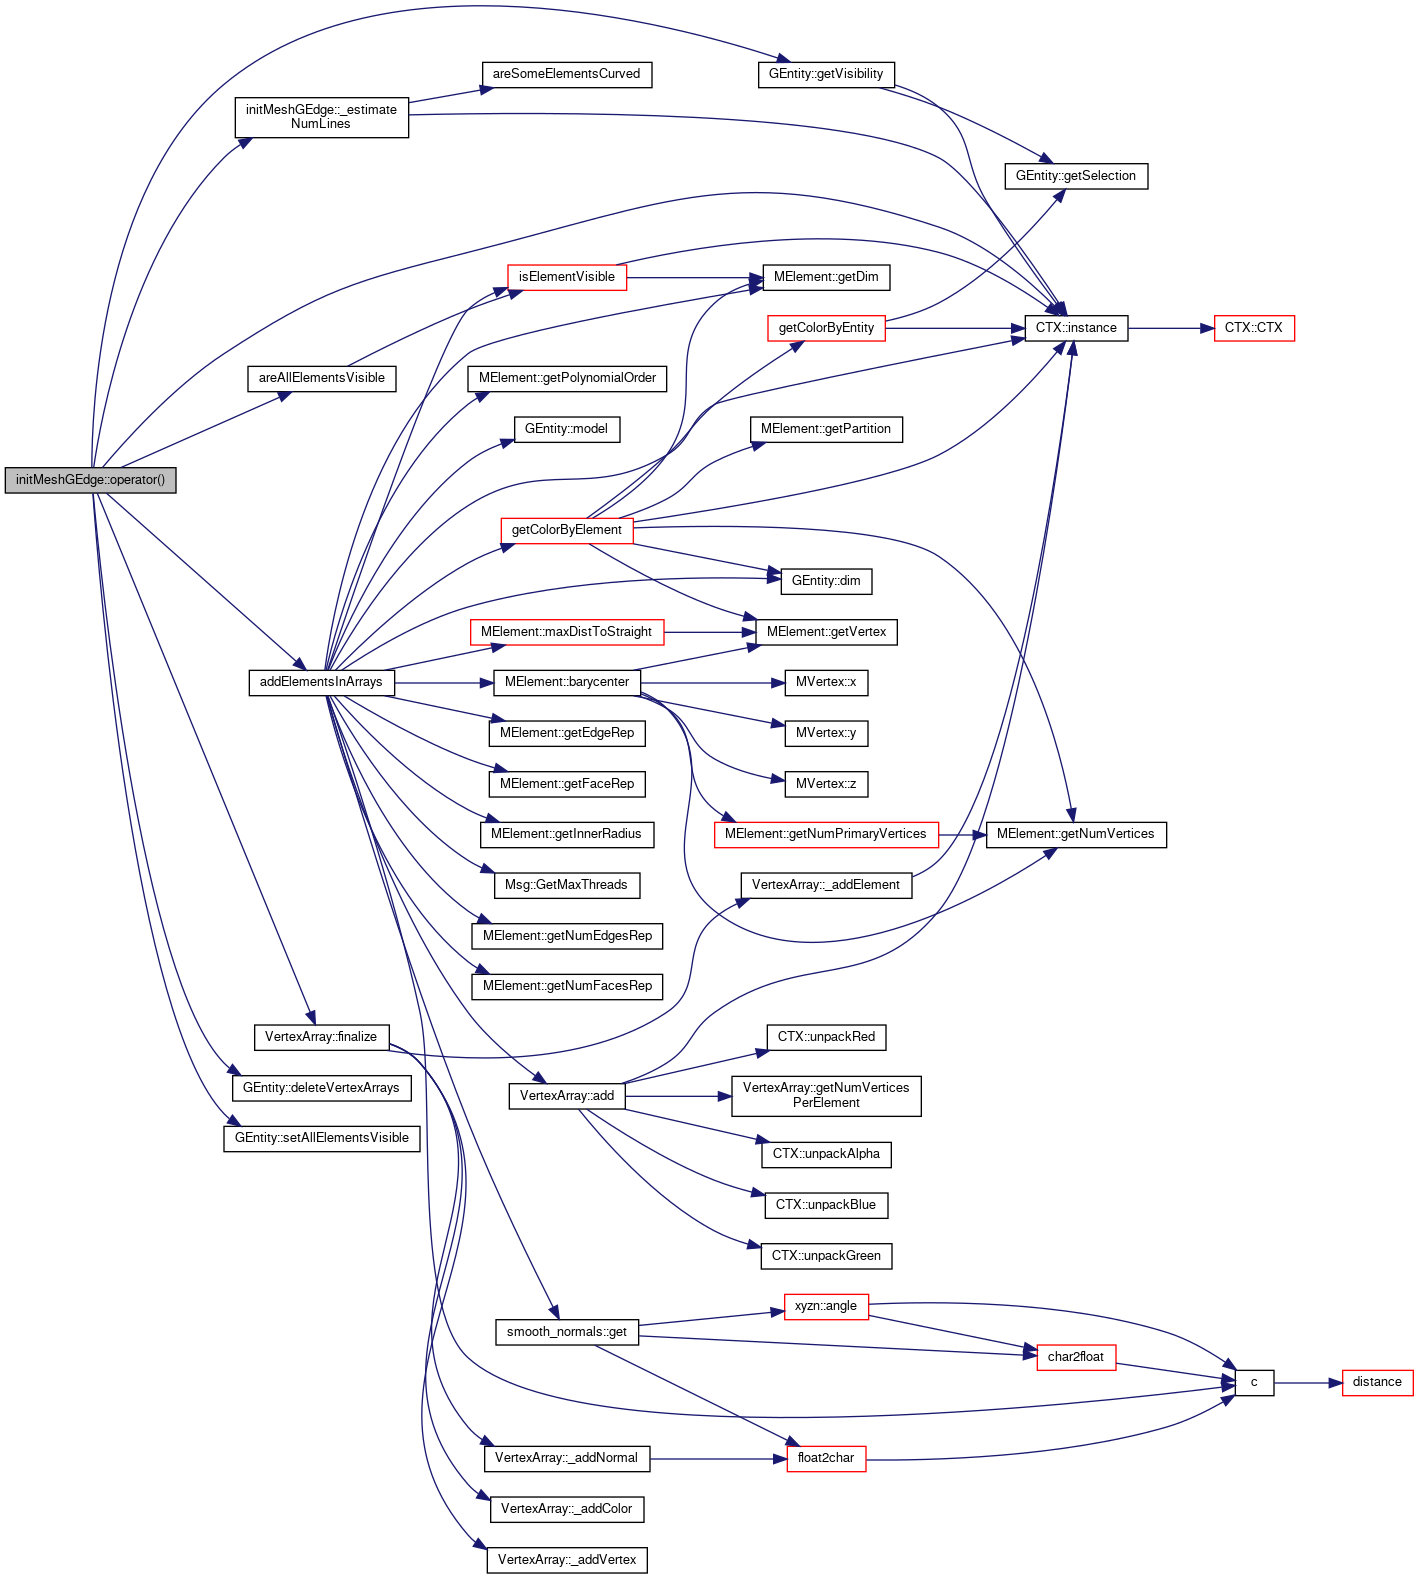 areSomeElementsCurved
GEntity::getVisibility
initMeshGEdge::_estimate
NumLines
GEntity::getSelection
isElementVisible
MElement::getDim
getColorByEntity
CTX::instance
CTX::CTX
areAllElementsVisible
MElement::getPolynomialOrder
GEntity::model
MElement::getPartition
initMeshGEdge::operator()
getColorByElement
GEntity::dim
MElement::maxDistToStraight
MElement::getVertex
addElementsInArrays
MElement::barycenter
MVertex::x
MElement::getEdgeRep
MVertex::y
MElement::getFaceRep
MVertex::z
MElement::getInnerRadius
MElement::getNumPrimaryVertices
MElement::getNumVertices
Msg::GetMaxThreads
VertexArray::_addElement
MElement::getNumEdgesRep
MElement::getNumFacesRep
VertexArray::finalize
CTX::unpackRed
GEntity::deleteVertexArrays
VertexArray::add
VertexArray::getNumVertices
PerElement
GEntity::setAllElementsVisible
CTX::unpackAlpha
CTX::unpackBlue
CTX::unpackGreen
xyzn::angle
smooth_normals::get
char2float
c
distance
VertexArray::_addNormal
float2char
VertexArray::_addColor
VertexArray::_addVertex